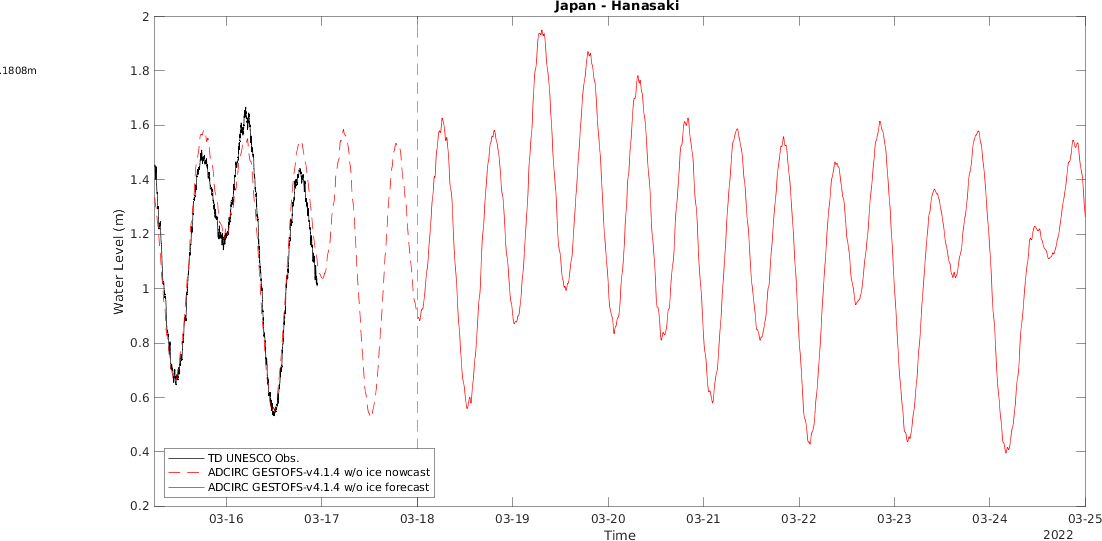 Japan - Hanasaki
.1808m
2
1.8
1.6
1.4
1.2
1
0.8
0.6
0.4
0.2
Water Level (m)
TD UNESCO Obs.
ADCIRC GESTOFS-v4.1.4 w/o ice nowcast
ADCIRC GESTOFS-v4.1.4 w/o ice forecast
03-16 03-17 03-18 03-19 03-20 03-21 03-22 03-23 03-24 03-25
Time
2022